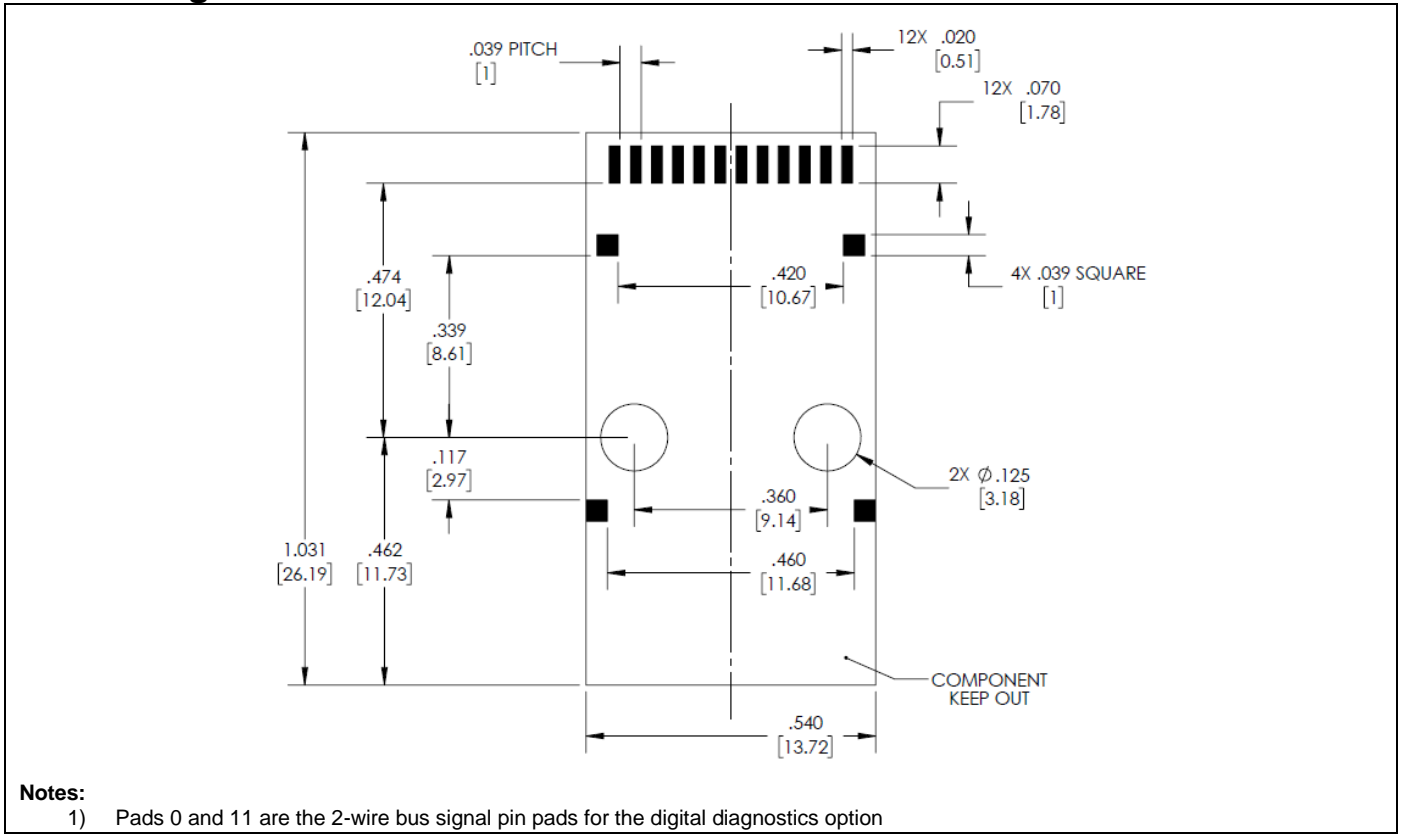 .039 PITCH
[1]
12X .020
[0.51]
12X .070
[1.78]
.474
[12.04]
.420
[10.67]
4X .039 SQUARE
[1]
.339
[8.61]
.117
[2.97]
2X ∅.125
[3.18]
.360
[9.14]
1.031
[26.19]
.462
[11.73]
.460
[11.68]
COMPONENT
KEEP OUT
.540
[13.72]
Notes:
1) Pads 0 and 11 are the 2-wire bus signal pin pads for the digital diagnostics option